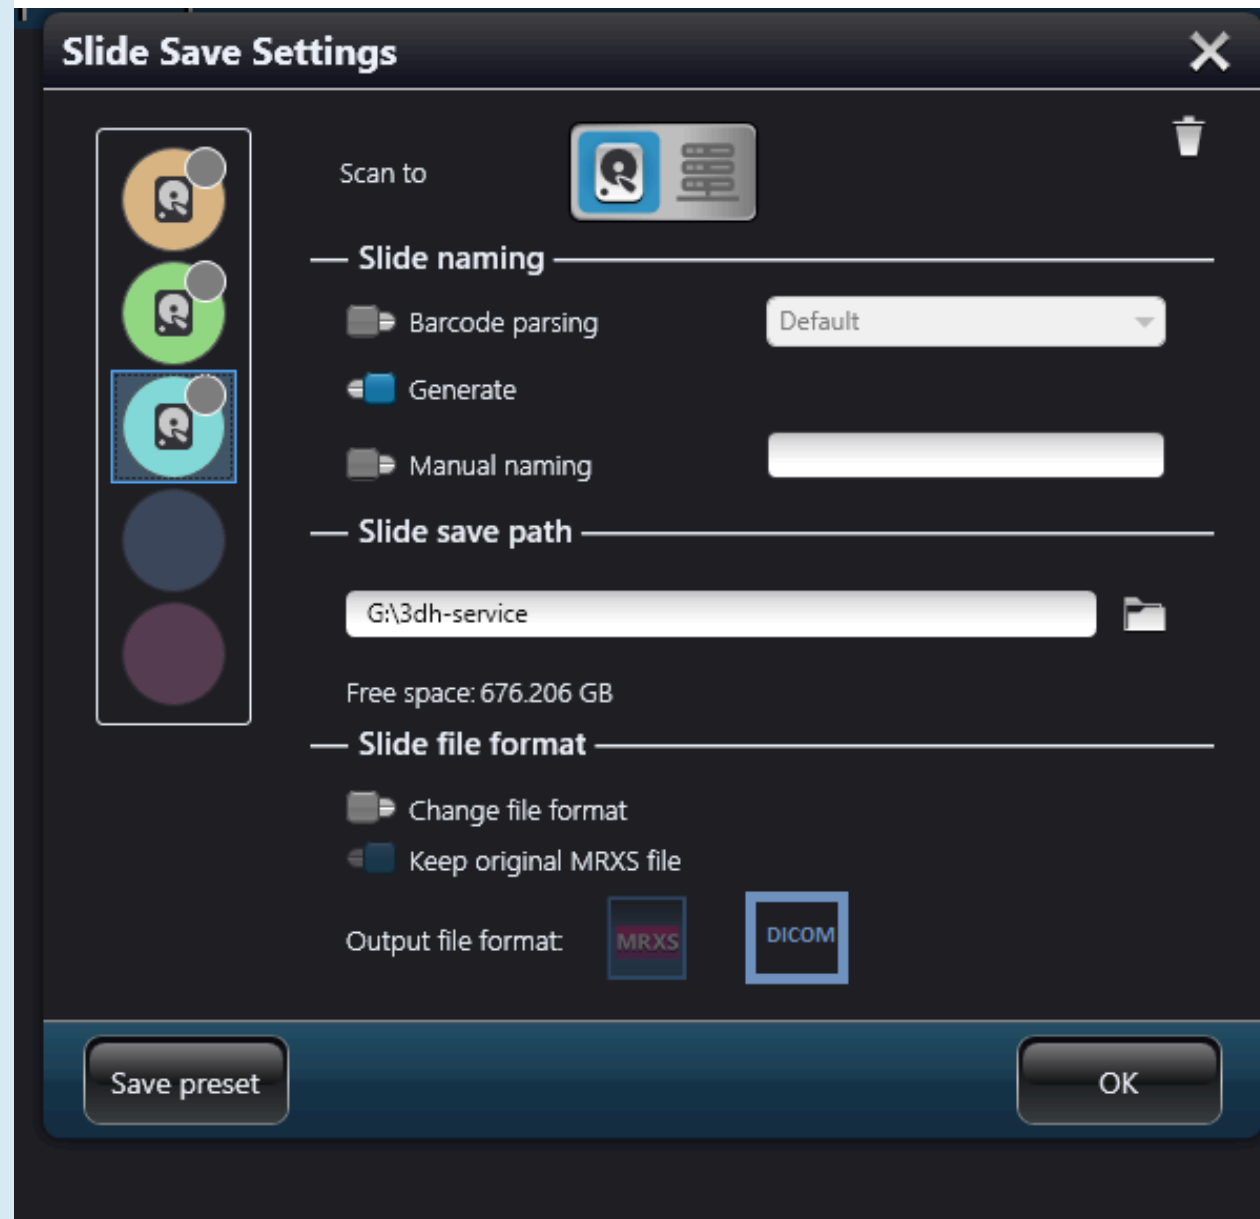 Slide Save Settings
Scan to
Slide naming
Barcode parsing Default
Generate
Manual naming
Slide save path
G:\3dh-service
Free space: 676.206 GB
Slide file format
Change file format
Keep original MRXS file
Output file format: MRXS DICOM
Save preset OK